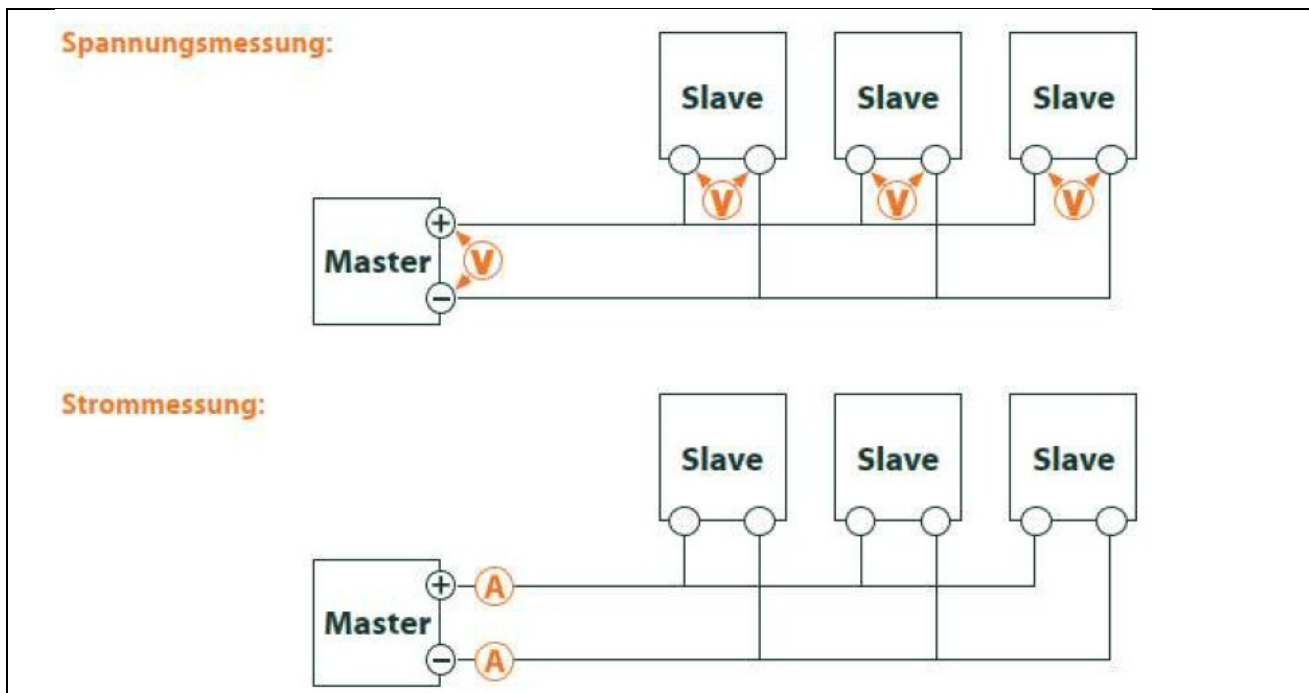 Spannungsmessung:
Slave Slave Slave
V V V
+
Master V
−
Strommessung:
Slave Slave Slave
+ A
Master
− A